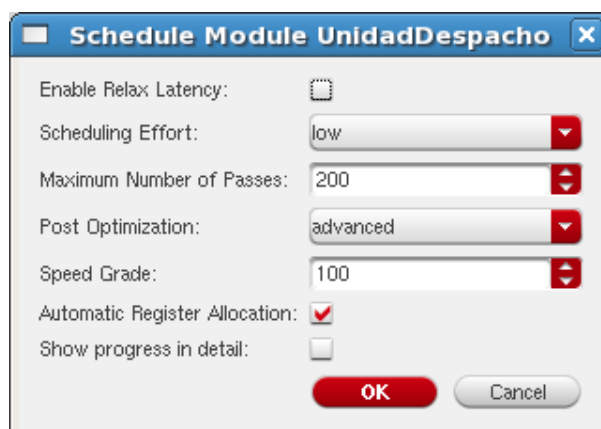 Schedule Module UnidadDespacho
Enable Relax Latency:
Scheduling Effort: low
Maximum Number of Passes: 200
Post Optimization: advanced
Speed Grade: 100
Automatic Register Allocation:
Show progress in detail:
OK Cancel